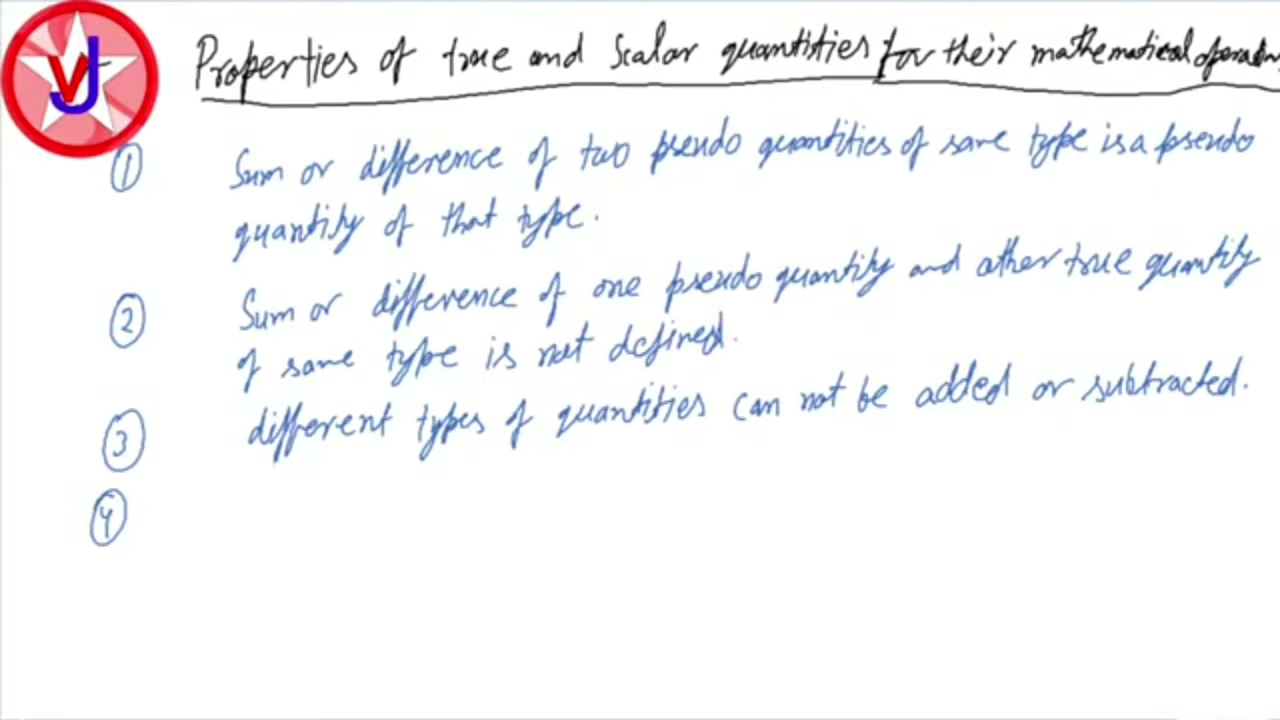 VJ
Properties of true and Scalar quantities for their mathematical operations
① Sum or difference of two pseudo quantities of same type is a pseudo
quantity of that type.
② Sum or difference of one pseudo quantity and other true quantity
of same type is not defined.
③ different types of quantities can not be added or subtracted.
④